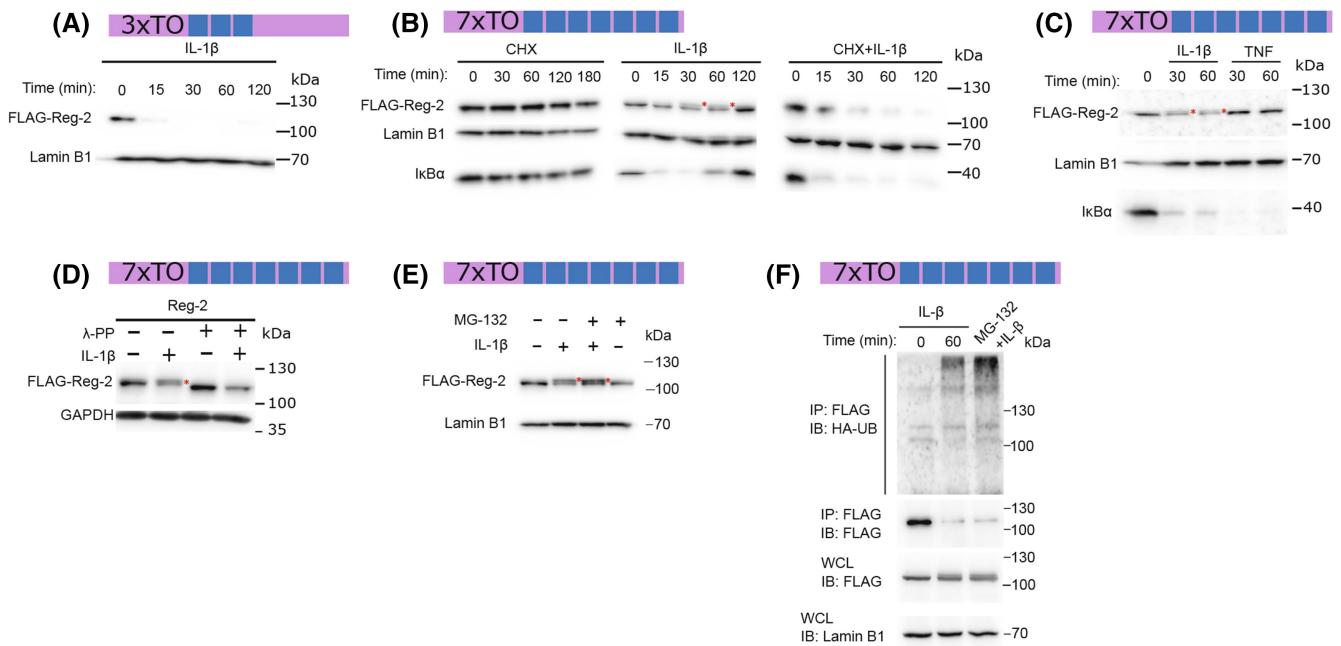 (A) 3xTO
IL-1β
Time (min): 0 15 30 60 120 kDa
FLAG-Reg-2
Lamin B1
–130
–100
–70
(B) 7xTO
CHX IL-1β CHX+IL-1β
Time (min): 0 30 60 120 180 0 15 30 60 120 0 15 30 60 120 kDa
FLAG-Reg-2 * *
Lamin B1
IκBα
–130
–100
–70
–40
(C) 7xTO
IL-1β TNF
Time (min): 0 30 60 30 60 kDa
FLAG-Reg-2 * *
Lamin B1
IκBα
–130
–100
–70
–40
(D) 7xTO
Reg-2
λ-PP – – + + kDa
IL-1β – + – +
FLAG-Reg-2 *
GAPDH
–130
–100
– 35
(E) 7xTO
MG-132 – – + +
IL-1β – + + – kDa
FLAG-Reg-2 * *
Lamin B1
–130
–100
–70
(F) 7xTO
IL-β
Time (min): 0 60 MG-132
+IL-β kDa
IP: FLAG
IB: HA-UB
–130
–100
IP: FLAG
IB: FLAG
–130
–100
WCL
IB: FLAG
–130
–100
WCL
IB: Lamin B1
–70